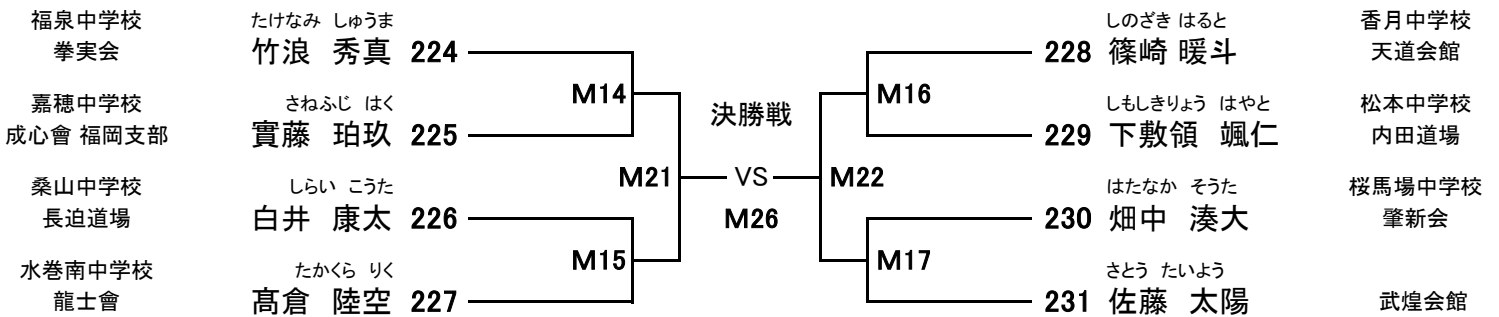 福泉中学校
拳実会
たけなみ しゅうま
竹浪 秀真 224
嘉穂中学校
成心會 福岡支部
さねふじ はく
實藤 珀玖 225
桑山中学校
長迫道場
しらい こうた
白井 康太 226
水巻南中学校
龍士會
たかくら りく
髙倉 陸空 227
M14
M15
M21
決勝戦
VS
M26
M22
M16
M17
しのざき はると
228 篠崎 暖斗
香月中学校
天道会館
しもしきりょう はやと
229 下敷領 颯仁
松本中学校
内田道場
はたなか そうた
230 畑中 湊大
桜馬場中学校
肇新会
さとう たいよう
231 佐藤 太陽
武煌会館